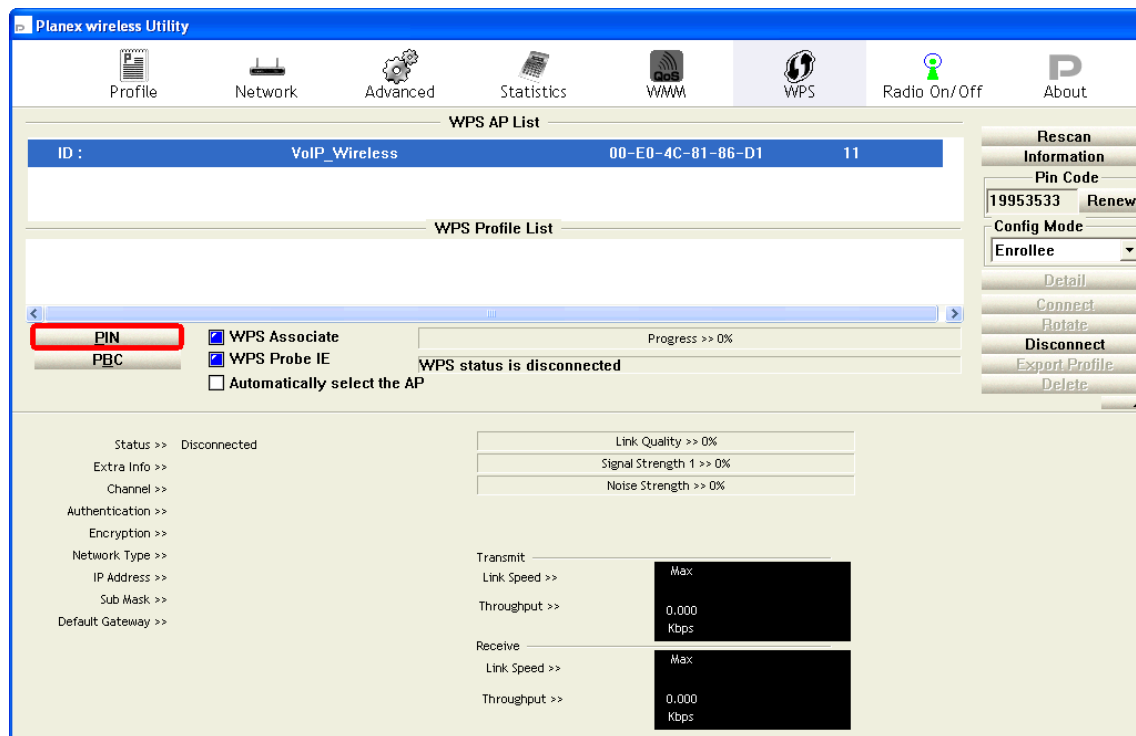 Planex wireless Utility
Profile Network Advanced Statistics WMM WPS Radio On/Off About
QoS
WPS AP List
ID : VoIP_Wireless 00-E0-4C-81-86-D1 11
Rescan
Information
Pin Code
19953533 Renew
WPS Profile List
Config Mode
Enrollee
Detail
Connect
Rotate
Disconnect
Export Profile
Delete
PIN
PBC
WPS Associate
WPS Probe IE
Automatically select the AP
Progress >> 0%
WPS status is disconnected
Status >> Disconnected
Extra Info >>
Channel >>
Authentication >>
Encryption >>
Network Type >>
IP Address >>
Sub Mask >>
Default Gateway >>
Link Quality >> 0%
Signal Strength 1 >> 0%
Noise Strength >> 0%
Transmit
Link Speed >>
Throughput >>
Max
0.000
Kbps
Receive
Link Speed >>
Throughput >>
Max
0.000
Kbps